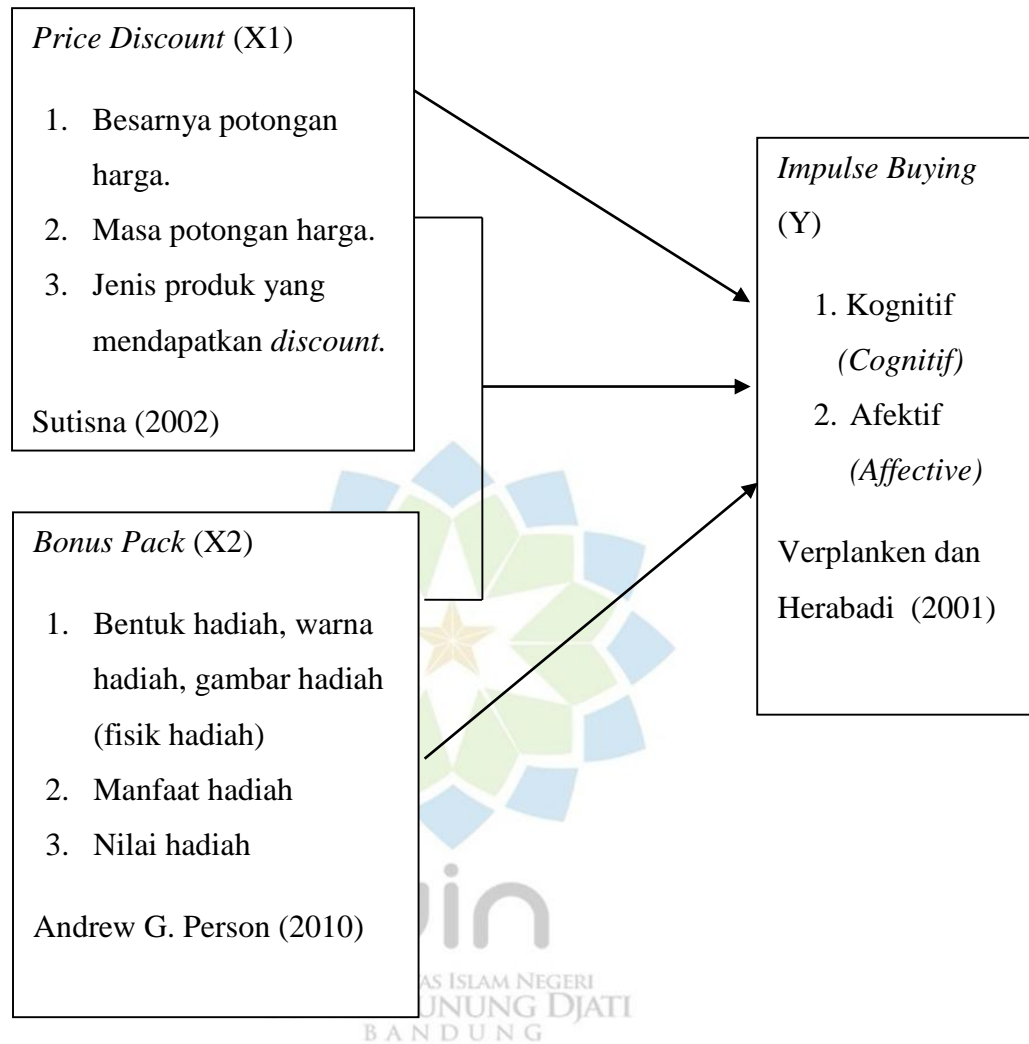 Price Discount (X1)
1. Besarnya potongan
harga.
2. Masa potongan harga.
3. Jenis produk yang
mendapatkan discount.
Sutisna (2002)
Bonus Pack (X2)
1. Bentuk hadiah, warna
hadiah, gambar hadiah
(fisik hadiah)
2. Manfaat hadiah
3. Nilai hadiah
Andrew G. Person (2010)
Impulse Buying
(Y)
1. Kognitif
(Cognitif)
2. Afektif
(Affective)
Verplanken dan
Herabadi (2001)
ISLAM NEGERI
DJATI
BANDUNG